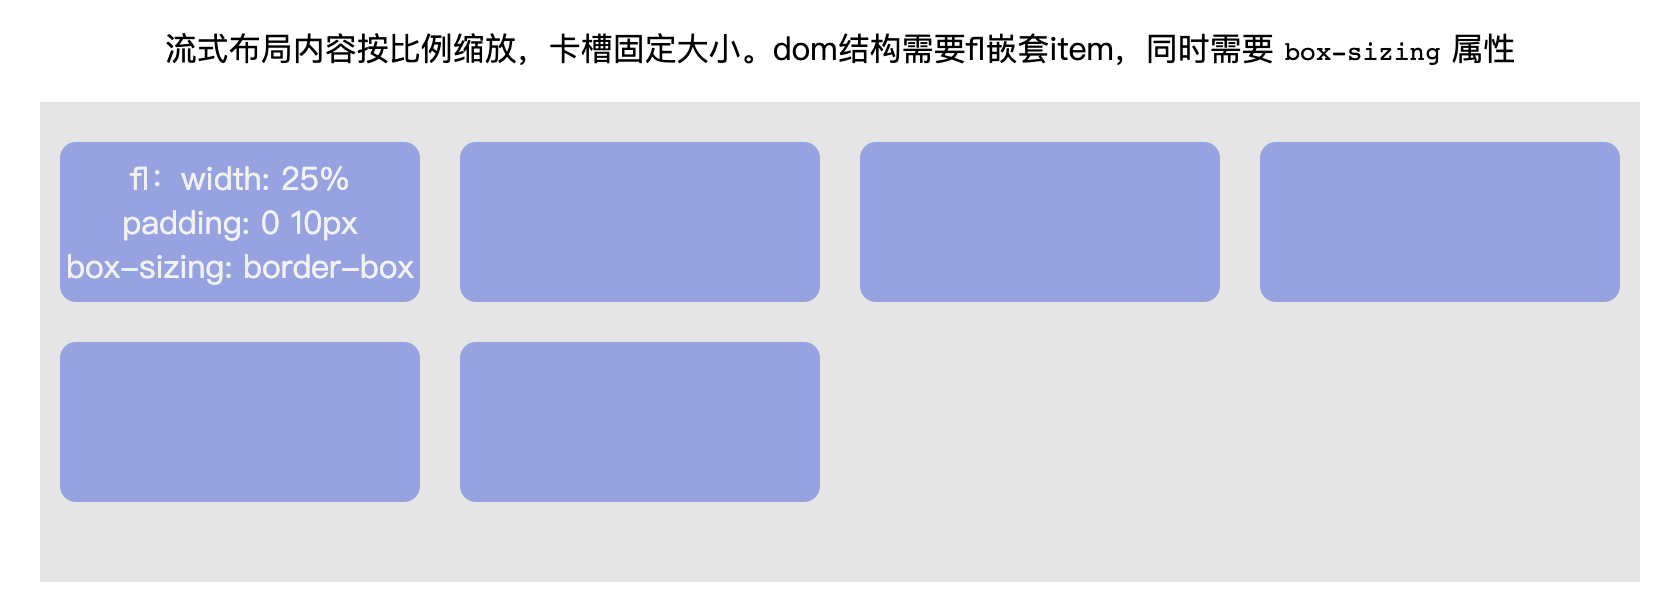 流式布局内容按比例缩放，卡槽固定大小。dom结构需要fl嵌套item，同时需要 box-sizing 属性
fl：width: 25%
padding: 0 10px
box-sizing: border-box